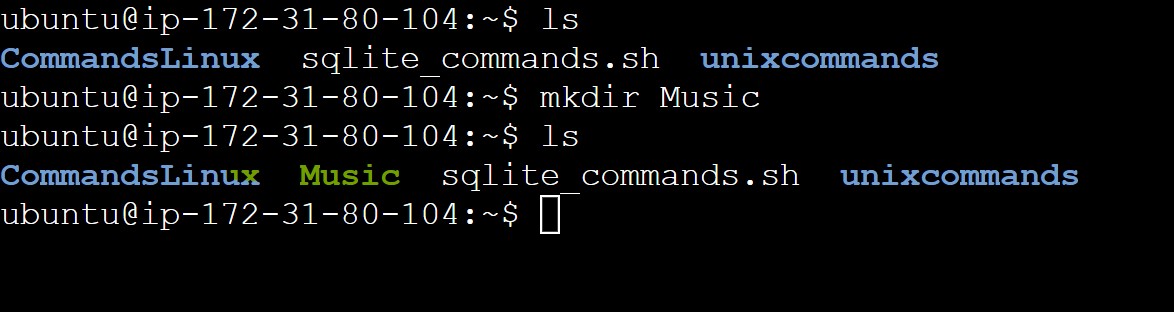 ubuntu@ip-172-31-80-104:~$ ls
CommandsLinux  sqlite_commands.sh  unixcommands
ubuntu@ip-172-31-80-104:~$ mkdir Music
ubuntu@ip-172-31-80-104:~$ ls
CommandsLinux  Music  sqlite_commands.sh  unixcommands
ubuntu@ip-172-31-80-104:~$